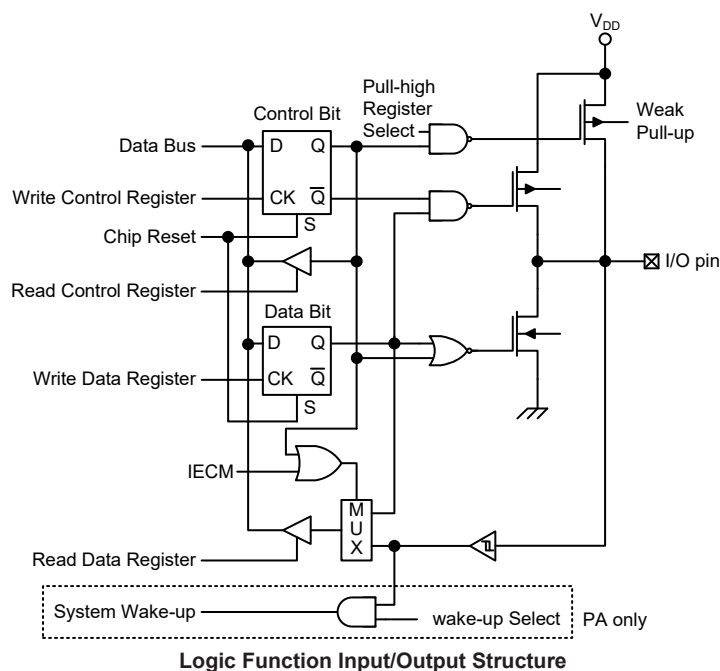 V_DD
Pull-high
Register
Select
Control Bit
Weak
Pull-up
Data Bus
D
Q
Write Control Register
CK
Q̅
S
Chip Reset
I/O pin
Read Control Register
Data Bit
D
Q
Write Data Register
CK
Q̅
S
IECM
M
U
X
Read Data Register
System Wake-up
wake-up Select
PA only
Logic Function Input/Output Structure